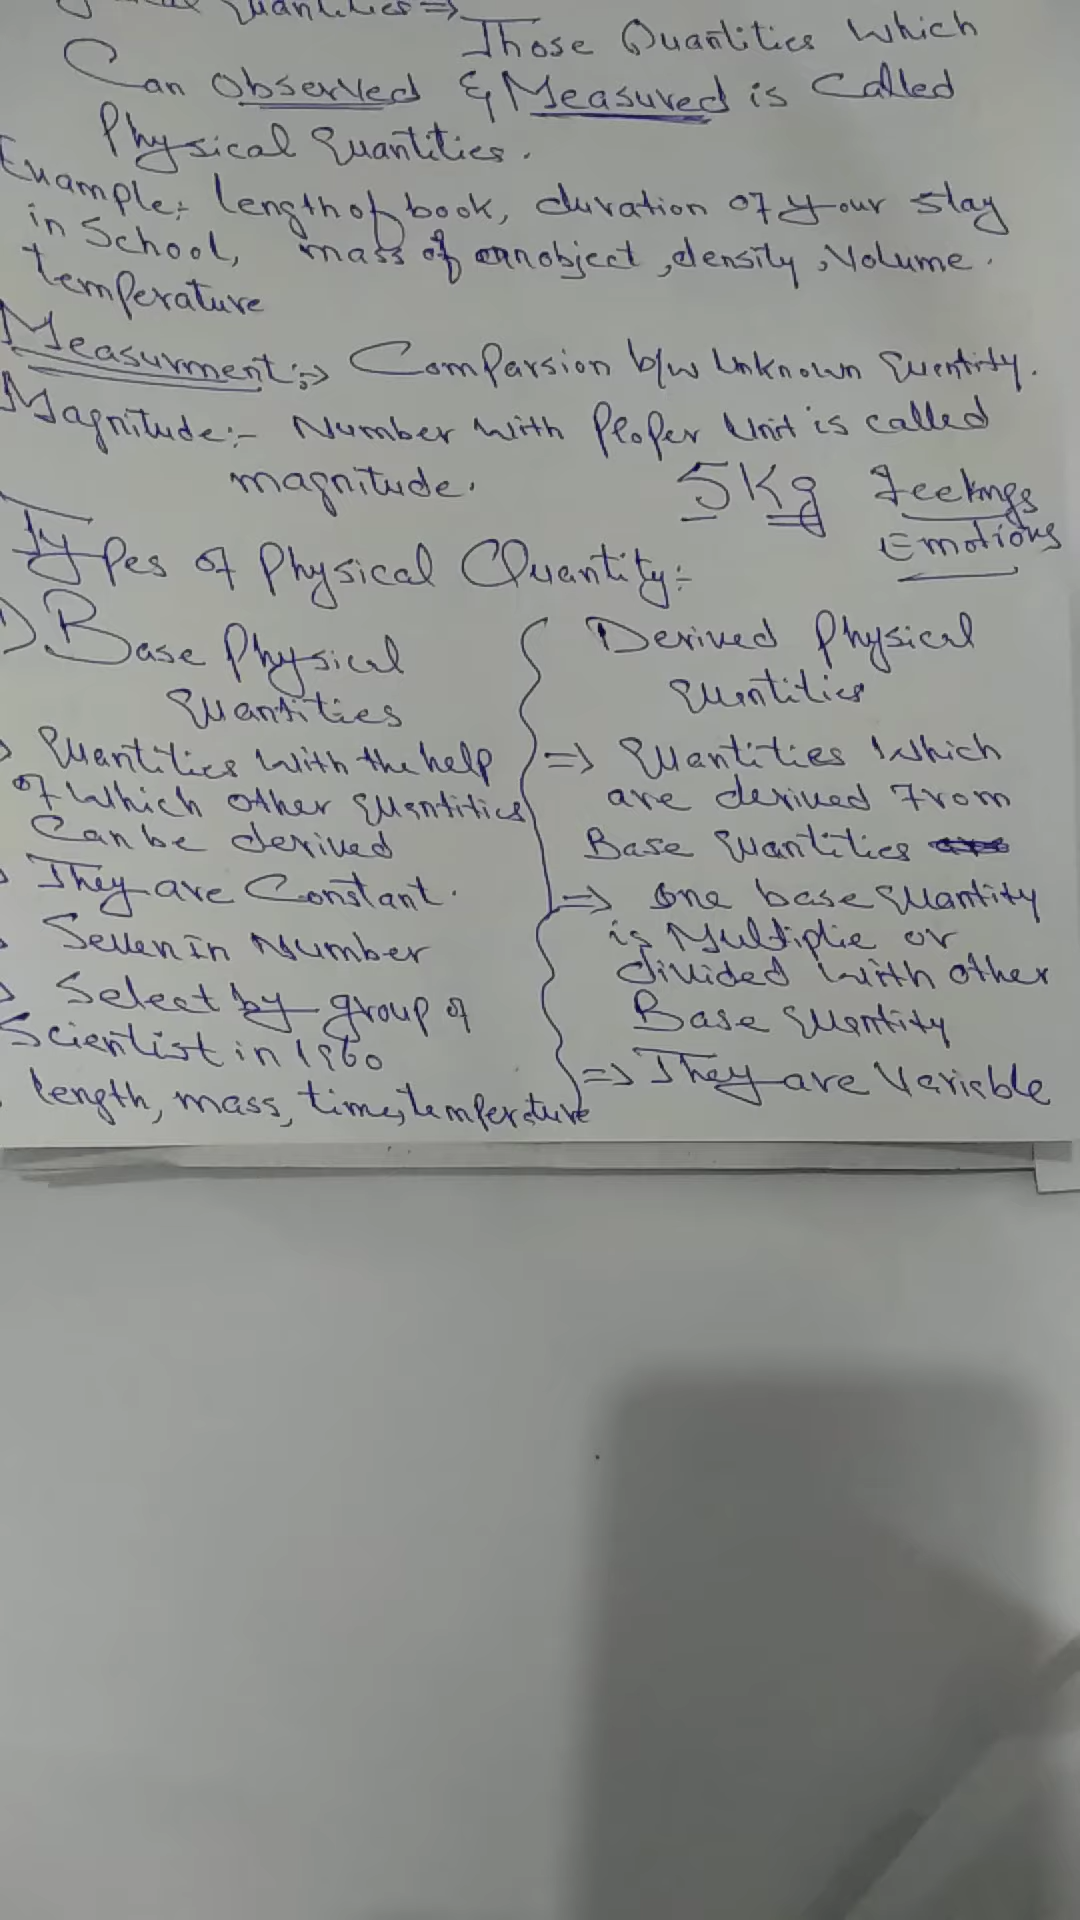 Quantities =>
Those Quantities Which
Can Observed & Measured is Called
Physical Quantities.
Example:- length of book, duration of your stay
in School, mass of an object, density, Volume.
temperature
Measurment:=> Comparsion b/w Unknown Quentity.
Magnitude:- Number with Proper Unit is called
magnitude. 5Kg Feelings
Emotions
Types of Physical Quantity:-
Base Physical
Quantities
Quantities with the help
of which other quantities
Can be derived
They are Constant.
Seven In Number
Select by group of
Scientist in 1960
length, mass, time, temperature
Derived Physical
Quntities
=> Quantities Which
are derived From
Base Quantities
=> One base Quantity
is Multiplie or
divided with other
Base Quantity
=> They are Variable